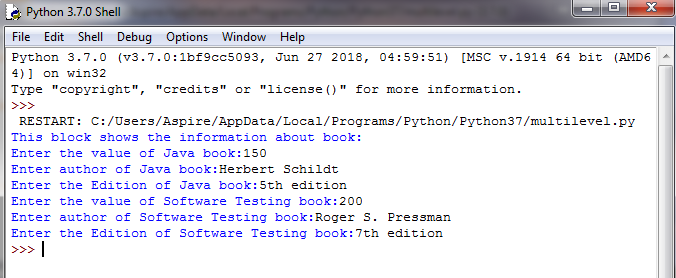 Python 3.7.0 Shell
File Edit Shell Debug Options Window Help
Python 3.7.0 (v3.7.0:1bf9cc5093, Jun 27 2018, 04:59:51) [MSC v.1914 64 bit (AMD6
4)] on win32
Type "copyright", "credits" or "license()" for more information.
>>>
RESTART: C:/Users/Aspire/AppData/Local/Programs/Python/Python37/multilevel.py
This block shows the information about book:
Enter the value of Java book:150
Enter author of Java book:Herbert Schildt
Enter the Edition of Java book:5th edition
Enter the value of Software Testing book:200
Enter author of Software Testing book:Roger S. Pressman
Enter the Edition of Software Testing book:7th edition
>>>